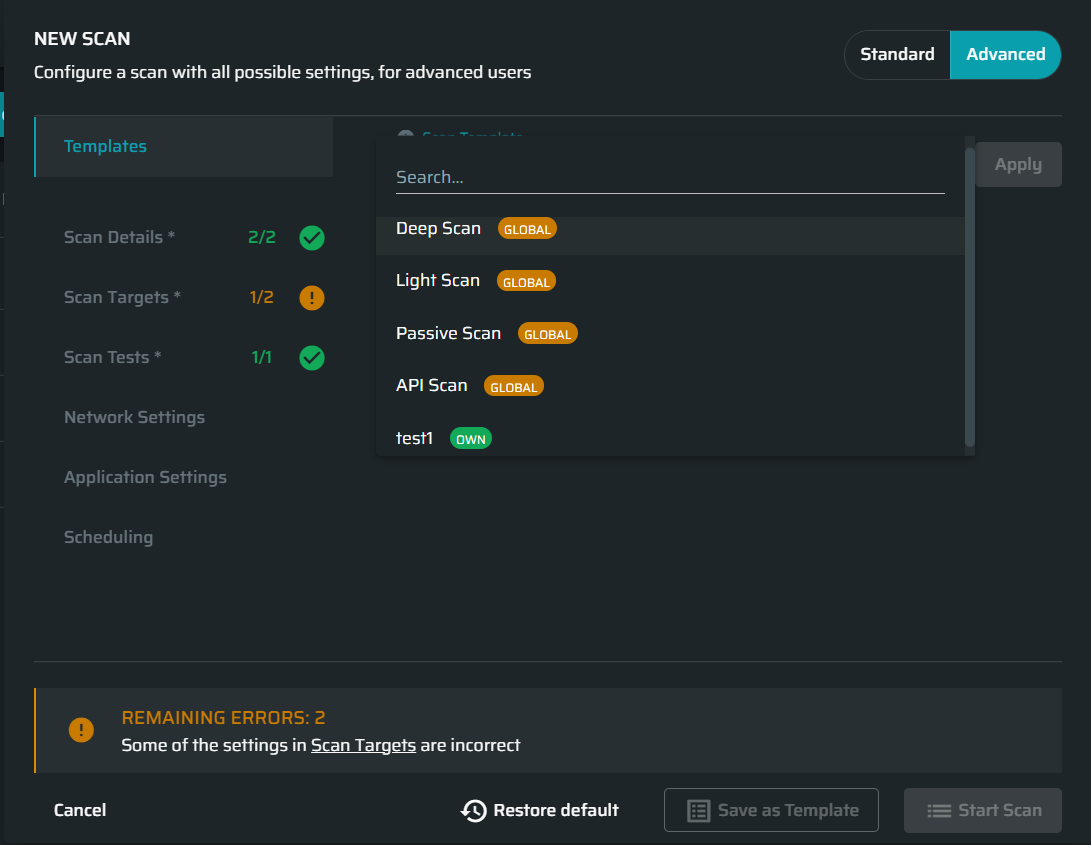 NEW SCAN
Configure a scan with all possible settings, for advanced users
Standard
Advanced
Templates
Scan Details * 2/2
Scan Targets * 1/2
Scan Tests * 1/1
Network Settings
Application Settings
Scheduling
Scan Template
Search...
Apply
Deep Scan GLOBAL
Light Scan GLOBAL
Passive Scan GLOBAL
API Scan GLOBAL
test1 OWN
REMAINING ERRORS: 2
Some of the settings in Scan Targets are incorrect
Cancel
Restore default
Save as Template
Start Scan